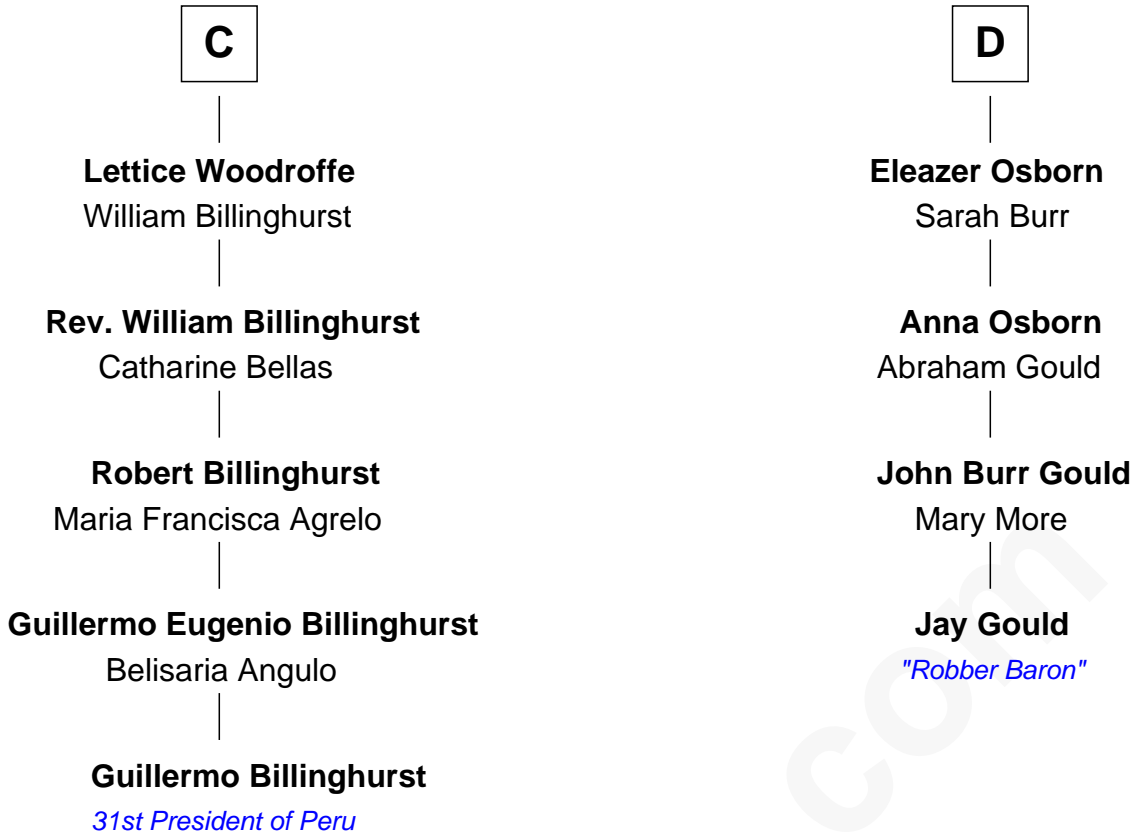 C
Lettice Woodroffe
William Billinghurst
Rev. William Billinghurst
Catharine Bellas
Robert Billinghurst
Maria Francisca Agrelo
Guillermo Eugenio Billinghurst
Belisaria Angulo
Guillermo Billinghurst
31st President of Peru
D
Eleazer Osborn
Sarah Burr
Anna Osborn
Abraham Gould
John Burr Gould
Mary More
Jay Gould
"Robber Baron"
com